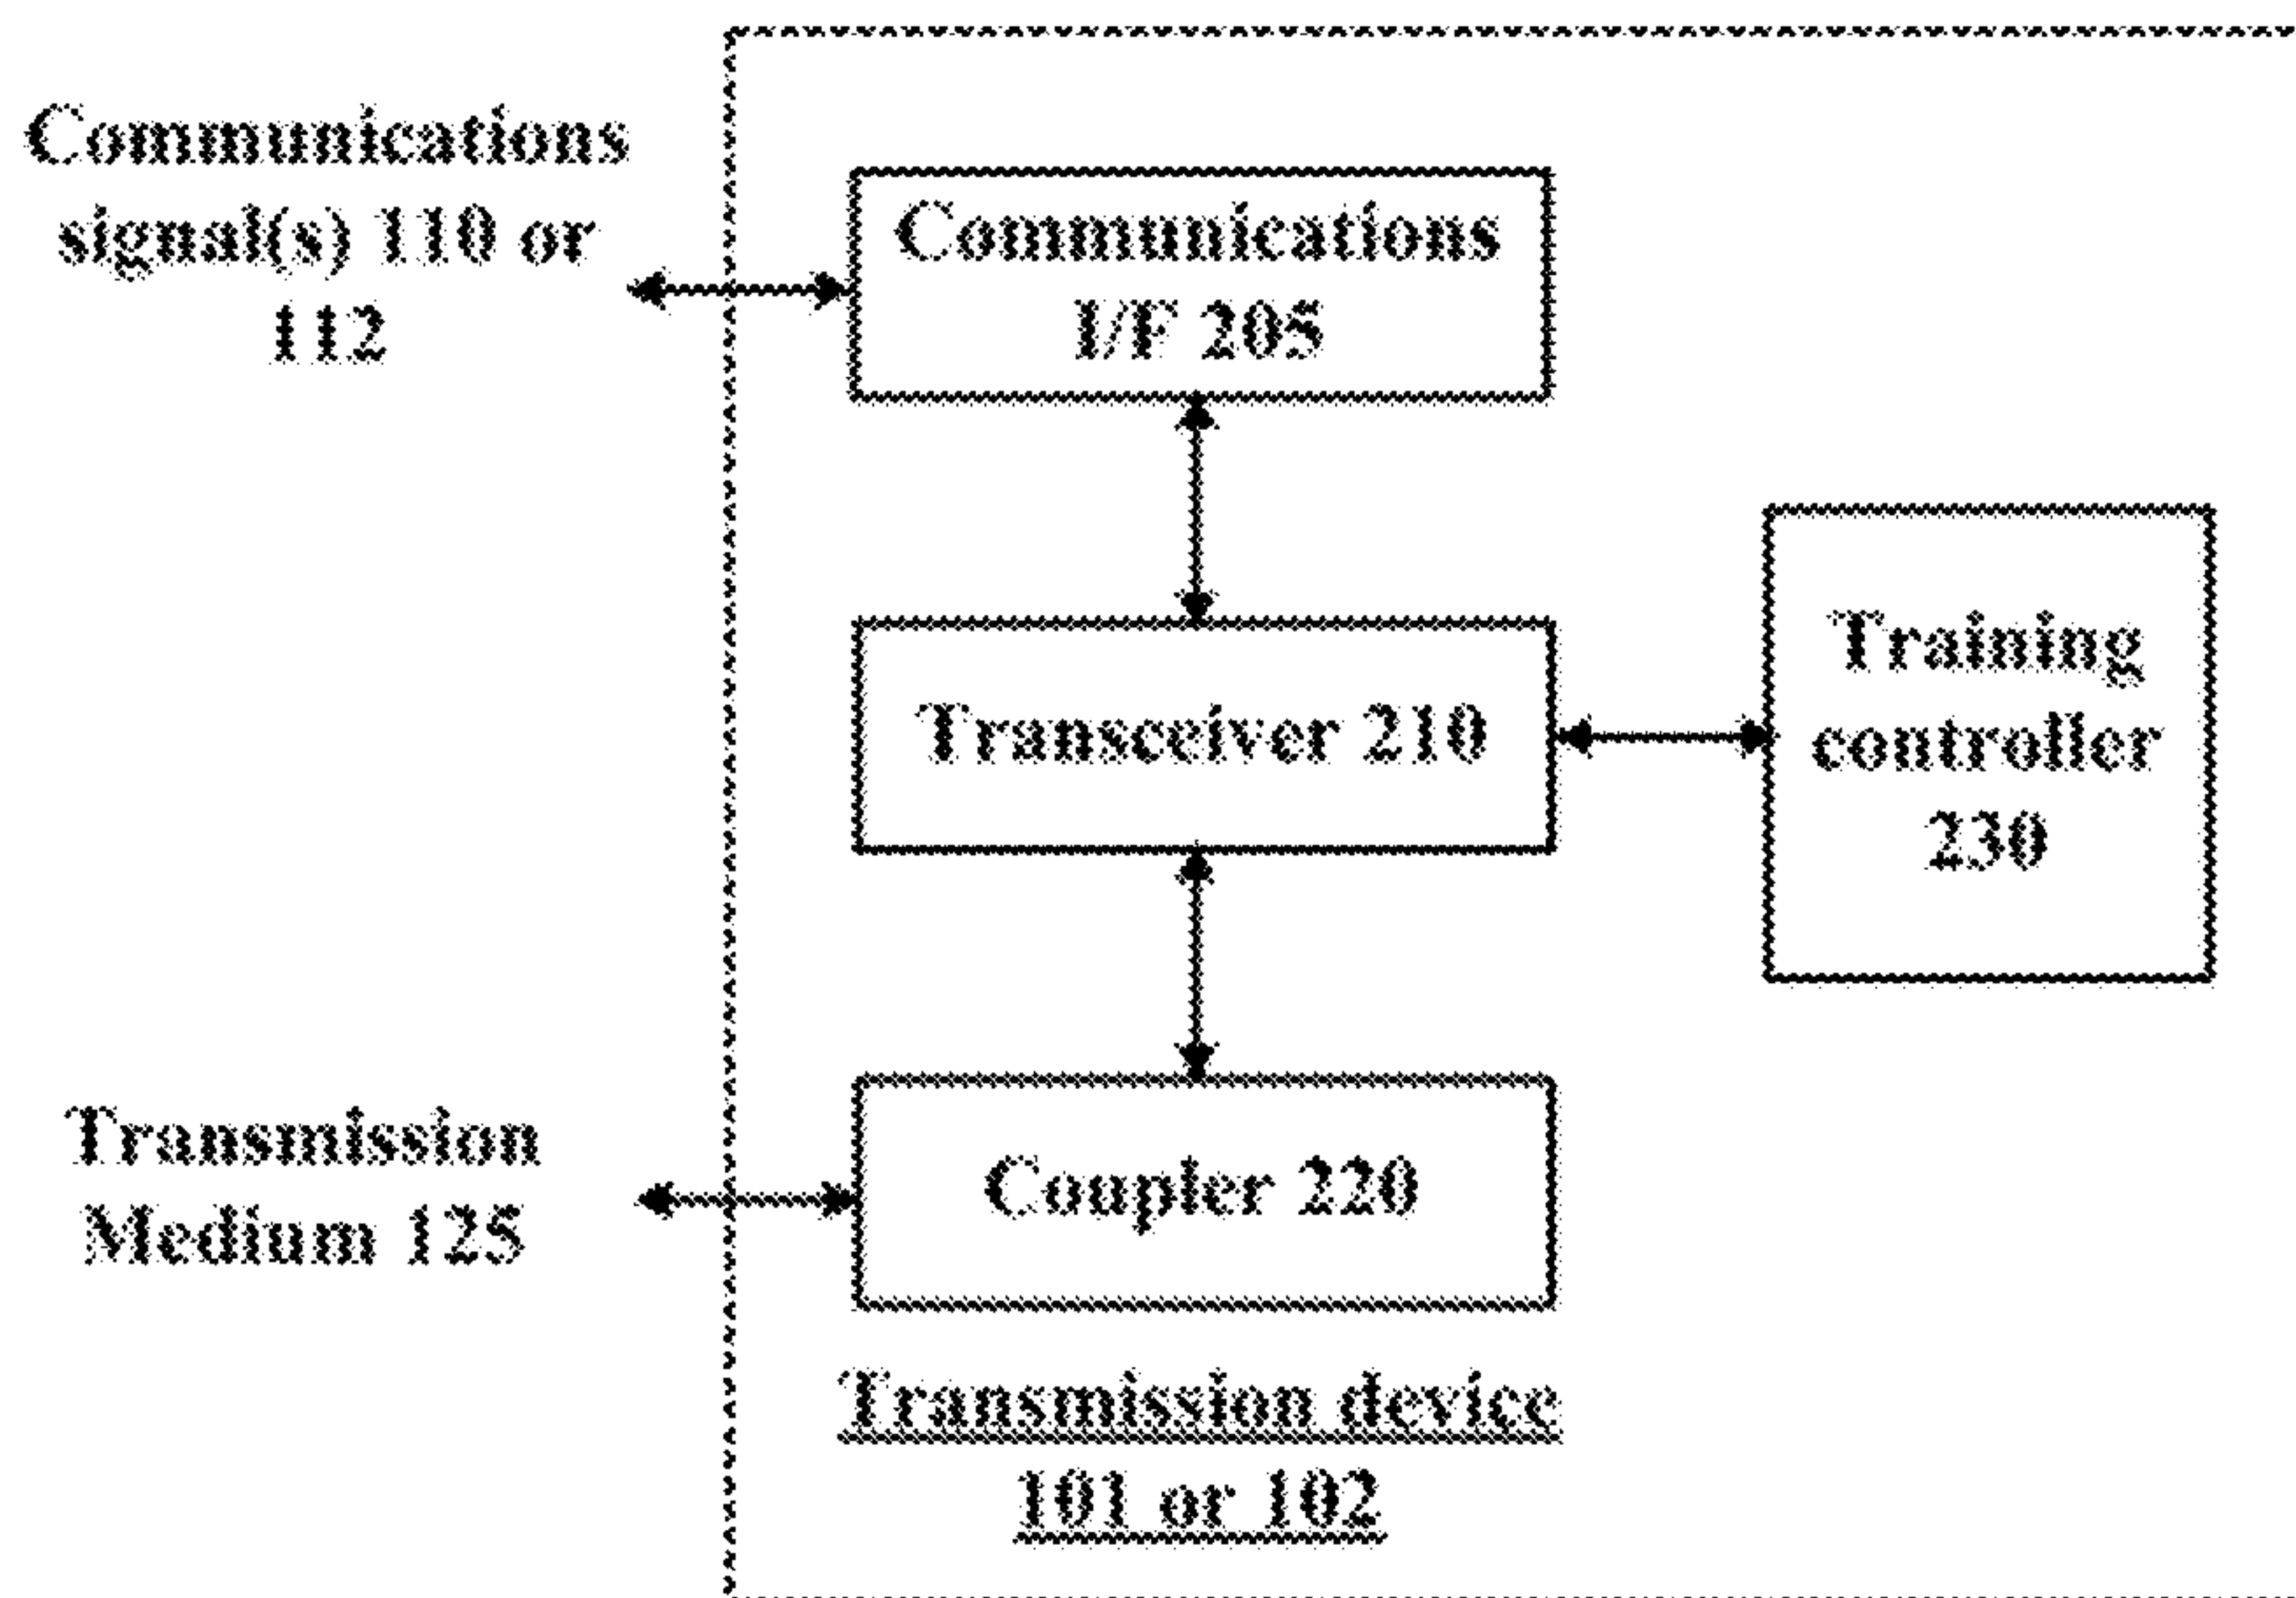 Communications
signal(s) 110 or
112
Communications
I/F 205
Transceiver 210
Training
controller
230
Transmission
Medium 125
Coupler 220
Transmission device
101 or 102